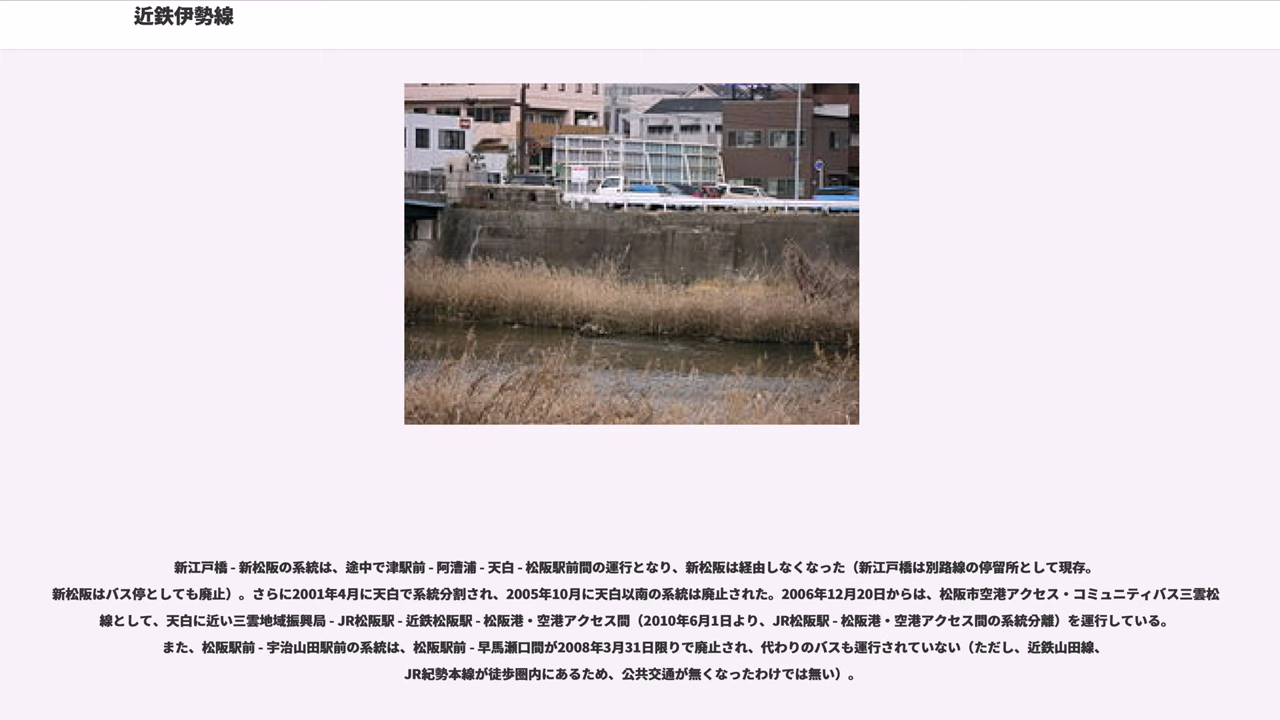 近鉄伊勢線
新江戸橋 - 新松阪の系統は、途中で津駅前 - 阿漕浦 - 天白 - 松阪駅前間の運行となり、新松阪は経由しなくなった（新江戸橋は別路線の停留所として現存。
新松阪はバス停としても廃止）。さらに2001年4月に天白で系統分割され、2005年10月に天白以南の系統は廃止された。2006年12月20日からは、松阪市空港アクセス・コミュニティバス三雲松
線として、天白に近い三雲地域振興局 - JR松阪駅 - 近鉄松阪駅 - 松阪港・空港アクセス間（2010年6月1日より、JR松阪駅 - 松阪港・空港アクセス間の系統分離）を運行している。
また、松阪駅前 - 宇治山田駅前の系統は、松阪駅前 - 早馬瀬口間が2008年3月31日限りで廃止され、代わりのバスも運行されていない（ただし、近鉄山田線、
JR紀勢本線が徒歩圏内にあるため、公共交通が無くなったわけでは無い）。